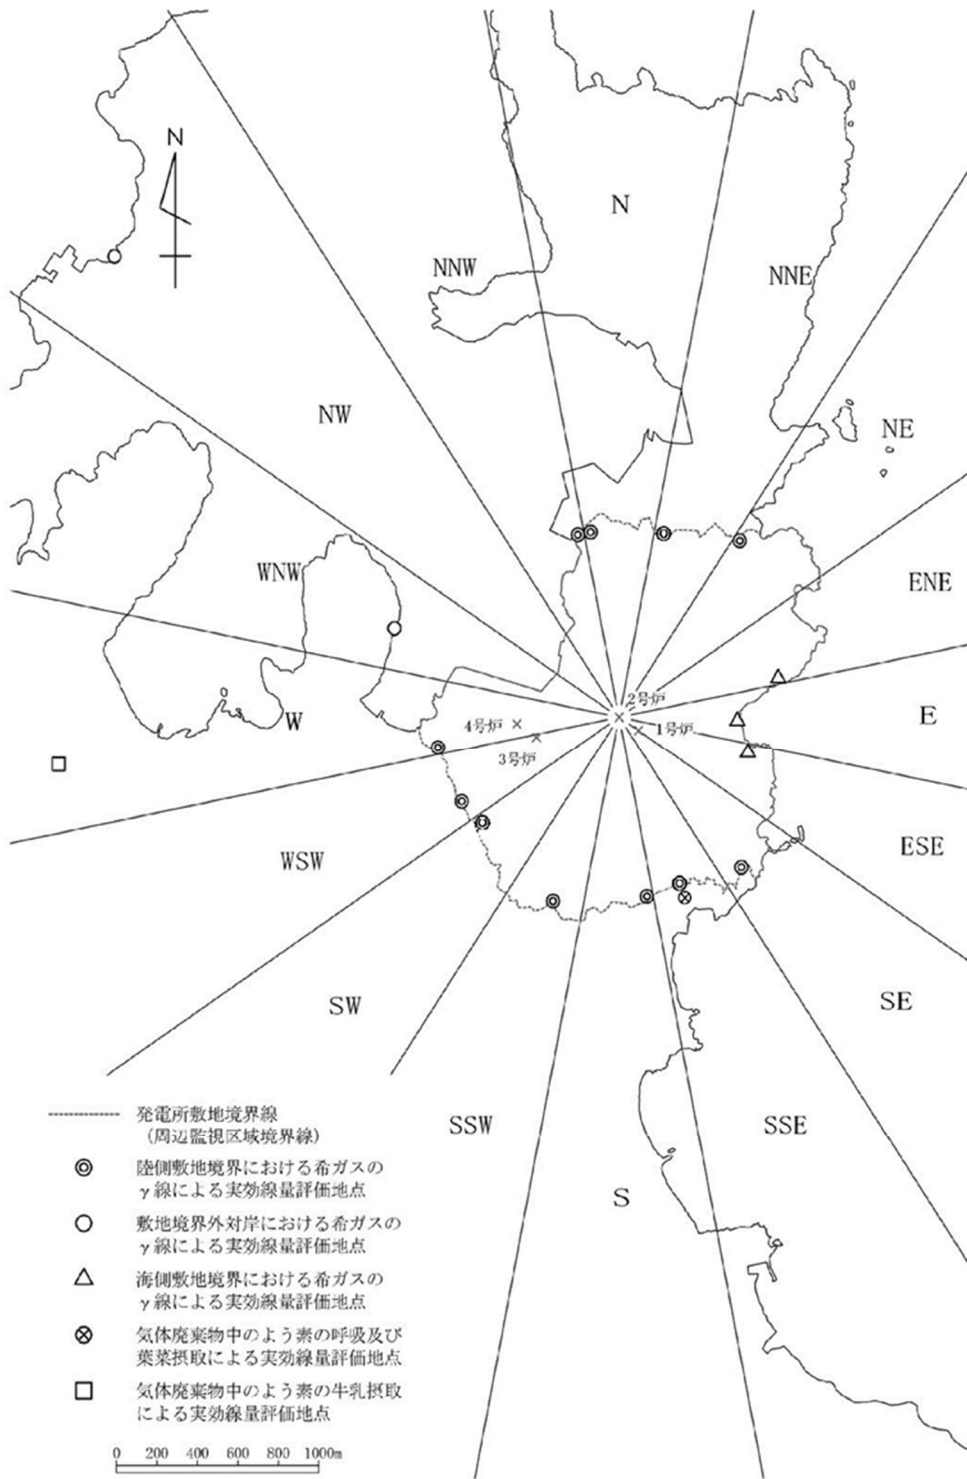 N
N
NNW
NNE
NW
NE
WNW
ENE
2号炉
W
4号炉
1号炉
E
3号炉
WSW
ESE
SW
SE
SSW
SSE
S
発電所敷地境界線
(周辺監視区域境界線)
陸側敷地境界における希ガスの
γ線による実効線量評価地点
敷地境界外対岸における希ガスの
γ線による実効線量評価地点
海側敷地境界における希ガスの
γ線による実効線量評価地点
気体廃棄物中のよう素の呼吸及び
葉菜摂取による実効線量評価地点
気体廃棄物中のよう素の牛乳摂取
による実効線量評価地点
0 200 400 600 800 1000m